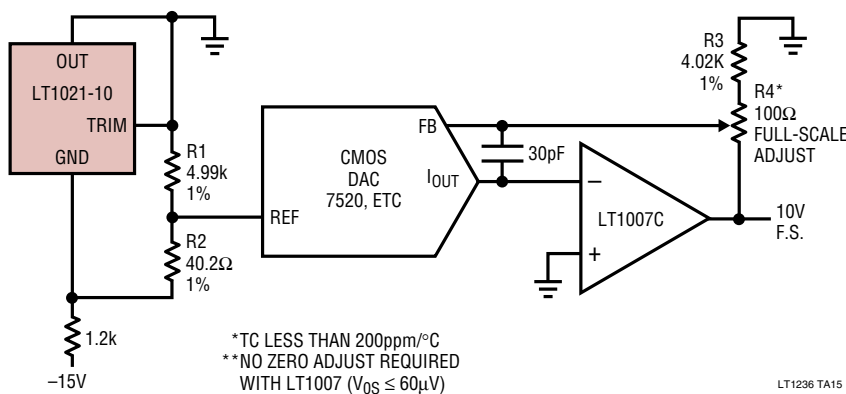 OUT
LT1021-10
TRIM
GND
R1
4.99k
1%
R2
40.2Ω
1%
1.2k
–15V
REF
CMOS
DAC
7520, ETC
FB
IOUT
30pF
–
+
LT1007C
R3
4.02K
1%
R4*
100Ω
FULL-SCALE
ADJUST
10V
F.S.
*TC LESS THAN 200ppm/°C
**NO ZERO ADJUST REQUIRED
WITH LT1007 (V0S ≤ 60µV)
LT1236 TA15